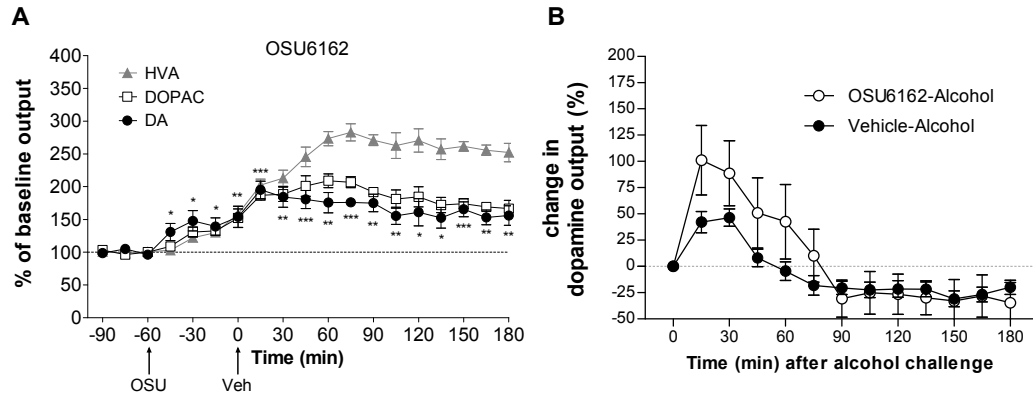 A
OSU6162
HVA
DOPAC
DA
% of baseline output
400
350
300
250
200
150
100
50
0
* * * ** ***
** *** ** *** ** ** * * *** ** **
-90 -60 -30 0 30 60 90 120 150 180
Time (min)
OSU Veh
B
OSU6162-Alcohol
Vehicle-Alcohol
change in
dopamine output (%)
200
175
150
125
100
75
50
25
0
-25
-50
0 30 60 90 120 150 180
Time (min) after alcohol challenge